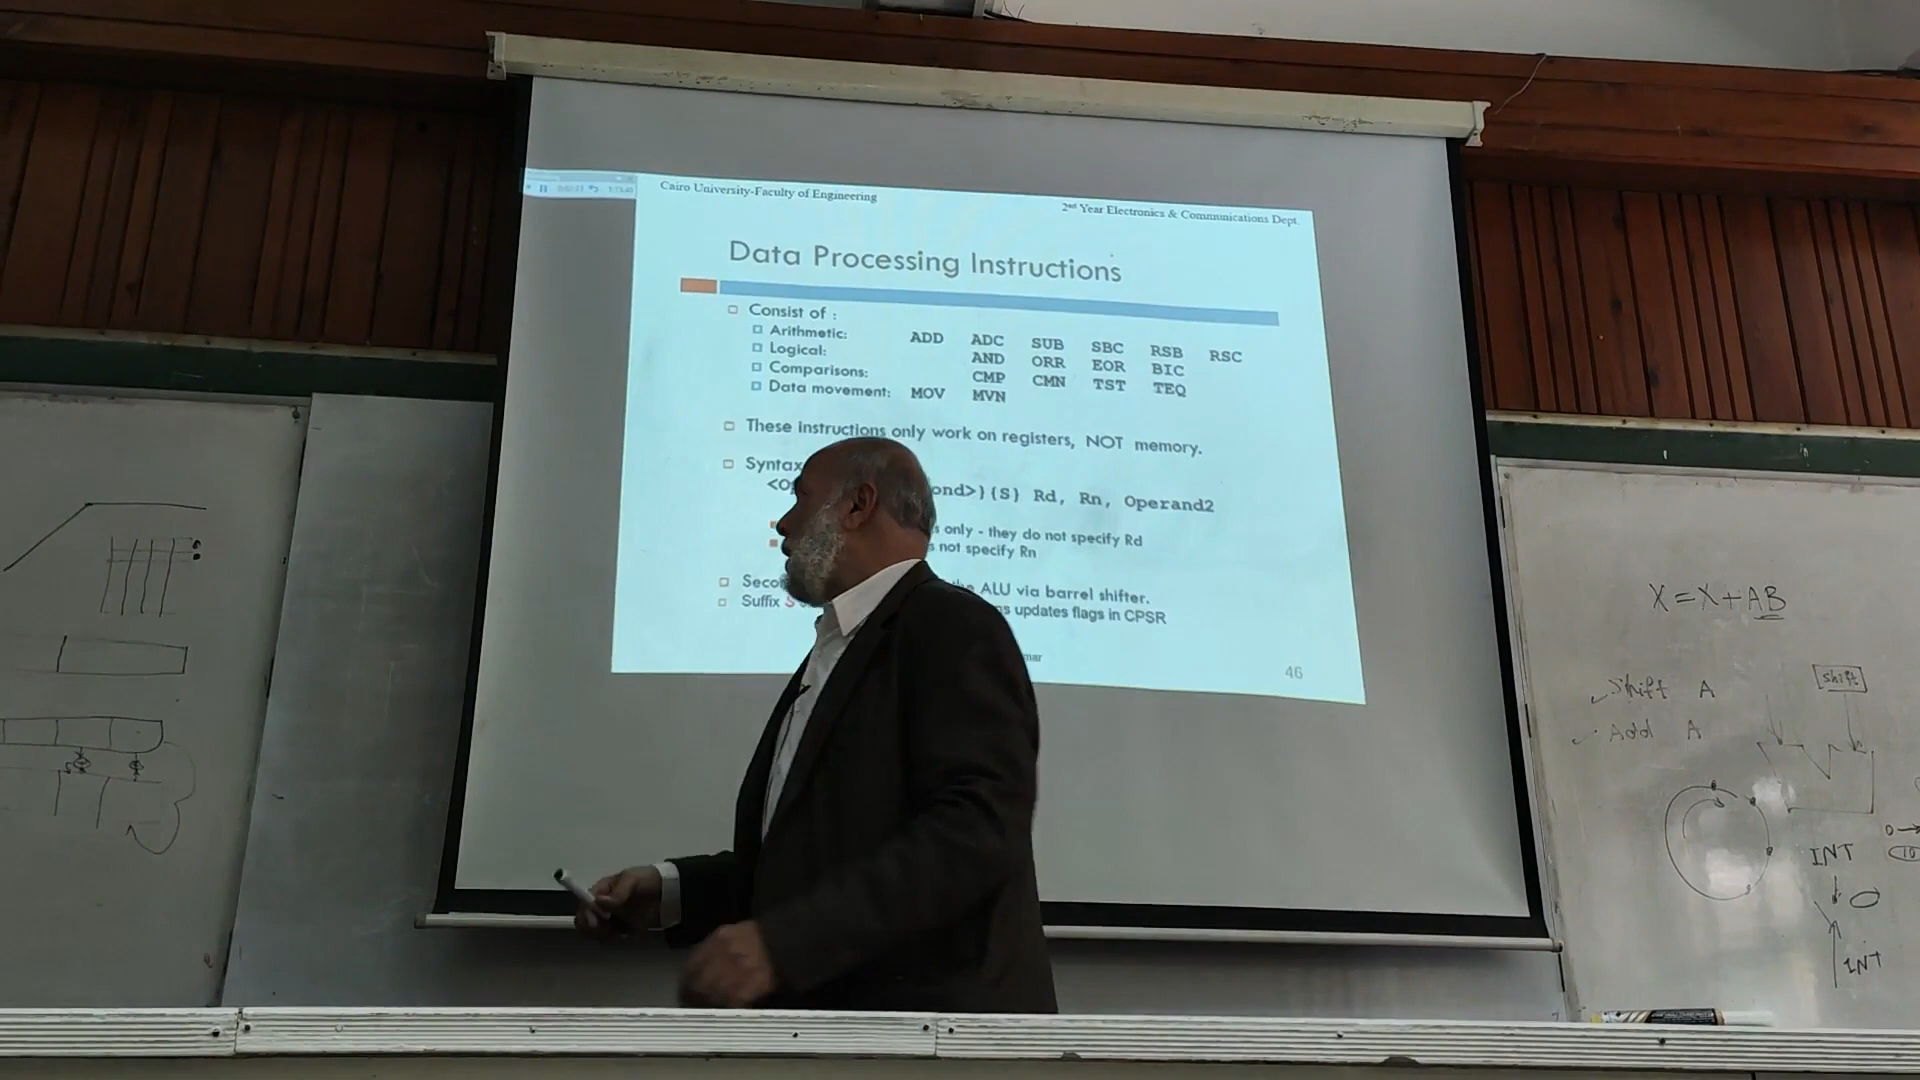 Cairo University-Faculty of Engineering
2nd Year Electronics & Communications Dept.
Data Processing Instructions
Consist of :
Arithmetic: ADD ADC SUB SBC RSB RSC
Logical: AND ORR EOR BIC
Comparisons: CMP CMN TST TEQ
Data movement: MOV MVN
These instructions only work on registers, NOT memory.
Syntax
ond>}{S} Rd, Rn, Operand2
only - they do not specify Rd
not specify Rn
ALU via barrel shifter.
Suffix S updates flags in CPSR
46
X=X+AB
Shift A
Add A
Shift
INT
INT